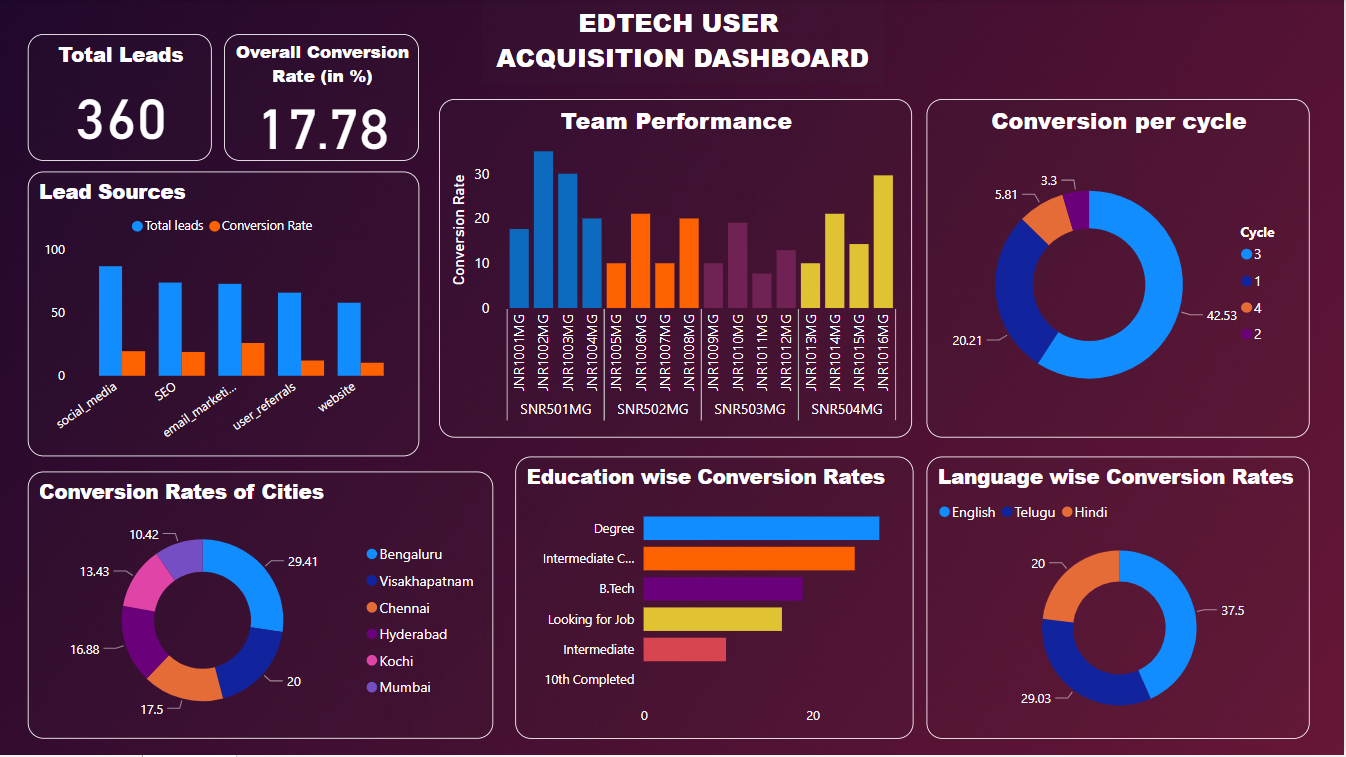 EDTECH USER
ACQUISITION DASHBOARD
Total Leads
360
Overall Conversion
Rate (in %)
17.78
Lead Sources
Total leads
Conversion Rate
100
50
0
social_media
SEO
email_marketi...
user_referrals
website
Team Performance
Conversion Rate
30
20
10
0
JNR1001MG
JNR1002MG
JNR1003MG
JNR1004MG
JNR1005MG
JNR1006MG
JNR1007MG
JNR1008MG
JNR1009MG
JNR1010MG
JNR1011MG
JNR1012MG
JNR1013MG
JNR1014MG
JNR1015MG
JNR1016MG
SNR501MG
SNR502MG
SNR503MG
SNR504MG
Conversion per cycle
3.3
5.81
42.53
20.21
Cycle
3
1
4
2
Conversion Rates of Cities
10.42
29.41
13.43
16.88
20
17.5
Bengaluru
Visakhapatnam
Chennai
Hyderabad
Kochi
Mumbai
Education wise Conversion Rates
Degree
Intermediate C...
B.Tech
Looking for Job
Intermediate
10th Completed
0
20
Language wise Conversion Rates
English
Telugu
Hindi
20
37.5
29.03